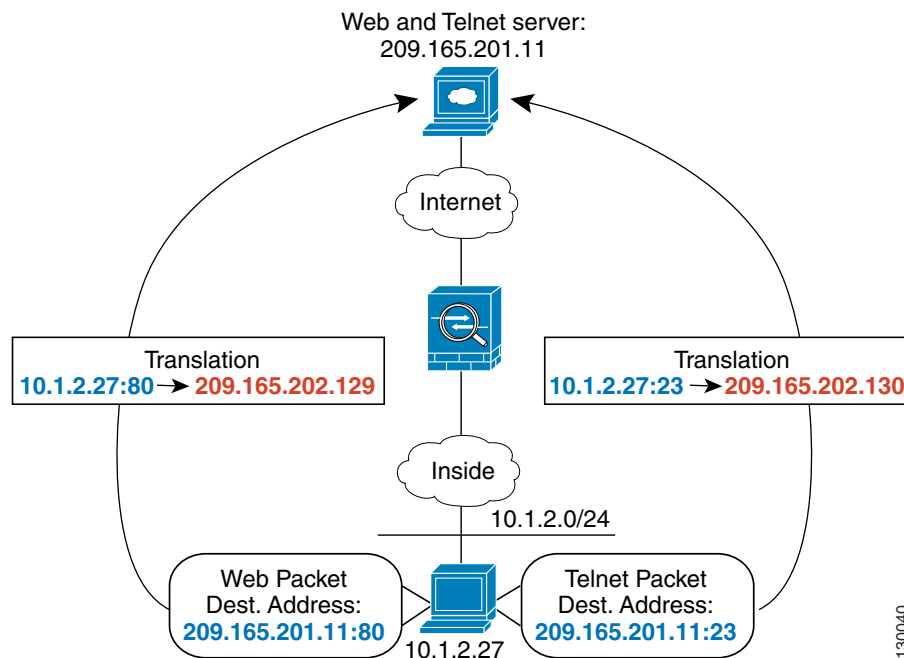 Web and Telnet server:
209.165.201.11
Internet
Translation
10.1.2.27:80 209.165.202.129
Translation
10.1.2.27:23 209.165.202.130
Inside
10.1.2.0/24
Web Packet
Dest. Address:
209.165.201.11:80
Telnet Packet
Dest. Address:
209.165.201.11:23
10.1.2.27
130040